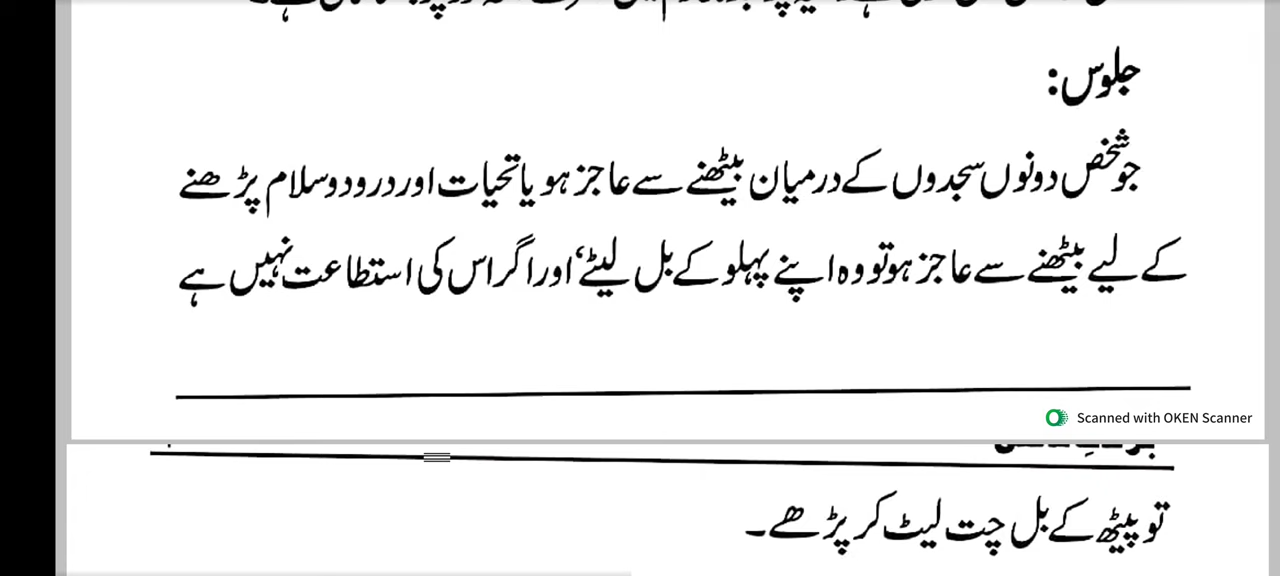 جلوس:
جو شخص دونوں سجدوں کے درمیان بیٹھنے سے عاجز ہو یا تحیات اور درود و سلام پڑھنے
کے لیے بیٹھنے سے عاجز ہو تو وہ اپنے پہلو کے بل لیٹے‘ اور اگر اس کی استطاعت نہیں ہے
Scanned with OKEN Scanner
تو پیٹھ کے بل چت لیٹ کر پڑھے۔